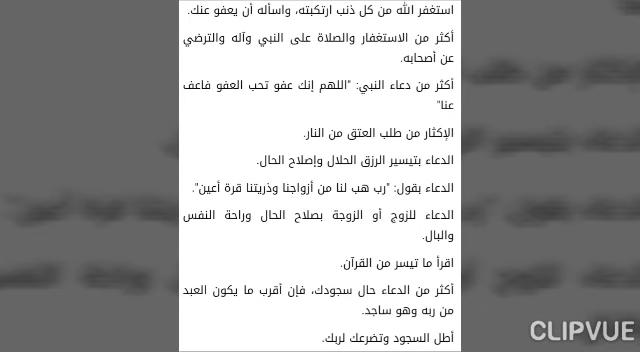 استغفر الله من كل ذنب ارتكبته، واسأله أن يعفو عنك.
أكثر من الاستغفار والصلاة على النبي وآله والترضي
عن أصحابه.
أكثر من دعاء النبي: "اللهم إنك عفو تحب العفو فاعف
عنا"
الإكثار من طلب العتق من النار.
الدعاء بتيسير الرزق الحلال وإصلاح الحال.
الدعاء بقول: "رب هب لنا من أزواجنا وذريتنا قرة أعين".
الدعاء للزوج أو الزوجة بصلاح الحال وراحة النفس
والبال.
اقرأ ما تيسر من القرآن.
أكثر من الدعاء حال سجودك، فإن أقرب ما يكون العبد
من ربه وهو ساجد.
أطل السجود وتضرعك لربك.
CLIPVUE